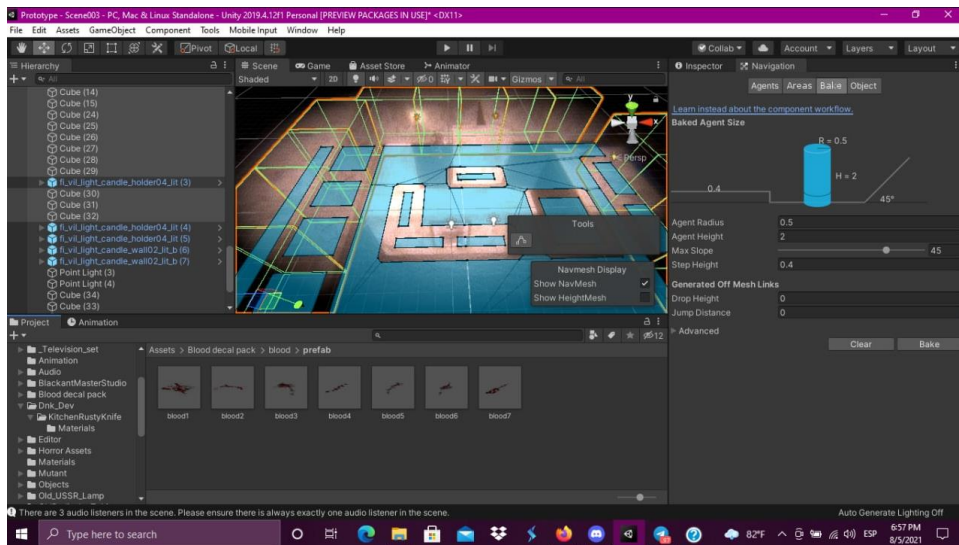 Prototype - Scene003 - PC, Mac & Linux Standalone - Unity 2019.4.12f1 Personal [PREVIEW PACKAGES IN USE]* <DX11>
File Edit Assets GameObject Component Tools Mobile Input Window Help
Pivot Local Collab Account Layers Layout
Hierarchy
All
Cube (14)
Cube (15)
Cube (24)
Cube (25)
Cube (26)
Cube (27)
Cube (28)
Cube (29)
fi_vil_light_candle_holder04_lit (3)
Cube (30)
Cube (31)
Cube (32)
fi_vil_light_candle_holder04_lit (4)
fi_vil_light_candle_holder04_lit (5)
fi_vil_light_candle_wall02_lit_b (6)
fi_vil_light_candle_wall02_lit_b (7)
Point Light (3)
Point Light (4)
Cube (34)
Cube (33)
Scene Game Asset Store Animator
Shaded 2D 0 Gizmos All
y
x
Persp
Tools
Navmesh Display
Show NavMesh
Show HeightMesh
Inspector Navigation
Agents Areas Bake Object
Learn instead about the component workflow.
Baked Agent Size
R = 0.5
H = 2
0.4
45°
Agent Radius 0.5
Agent Height 2
Max Slope 45
Step Height 0.4
Generated Off Mesh Links
Drop Height 0
Jump Distance 0
Advanced
Clear Bake
Project Animation
12
_Television_set
Animation
Audio
BlackantMasterStudio
Blood decal pack
Dnk_Dev
KitchenRustyKnife
Materials
Editor
Horror Assets
Materials
Mutant
Objects
Old_USSR_Lamp
Assets > Blood decal pack > blood > prefab
blood1 blood2 blood3 blood4 blood5 blood6 blood7
There are 3 audio listeners in the scene. Please ensure there is always exactly one audio listener in the scene.
Auto Generate Lighting Off
Type here to search
82°F ESP
6:57 PM
8/5/2021